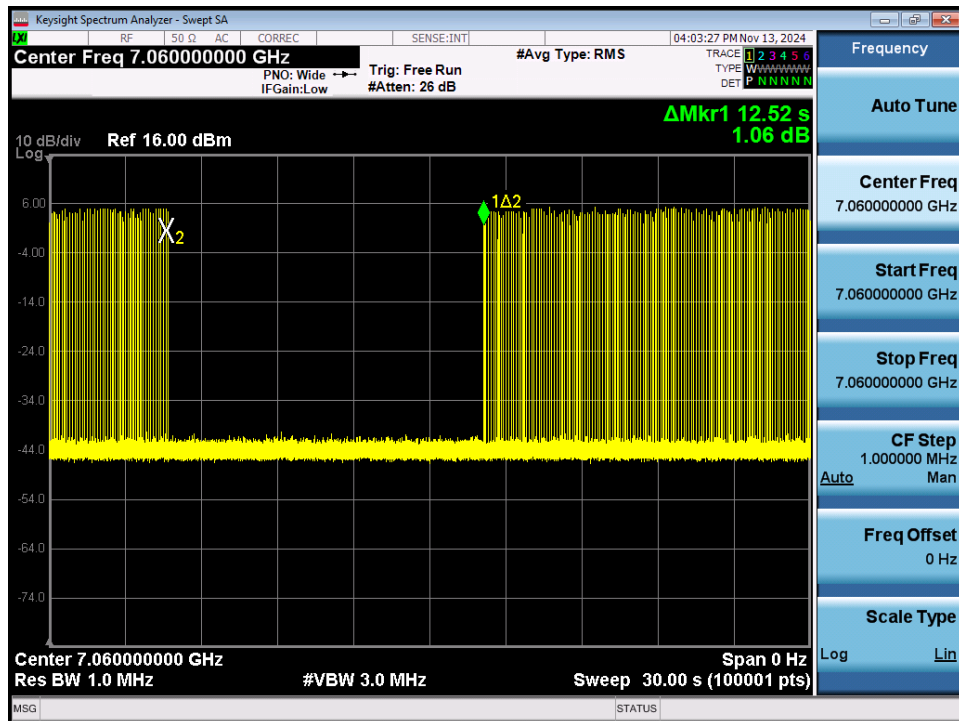 Keysight Spectrum Analyzer - Swept SA
LXI RF 50 Ω AC CORREC SENSE:INT 04:03:27 PM Nov 13, 2024
Center Freq 7.060000000 GHz
PNO: Wide
IFGain:Low
Trig: Free Run
#Atten: 26 dB
#Avg Type: RMS
TRACE 1 2 3 4 5 6
TYPE WWWWWW
DET P N N N N N
ΔMkr1 12.52 s
1.06 dB
10 dB/div Ref 16.00 dBm
Log
6.00
-4.00
-14.0
-24.0
-34.0
-44.0
-54.0
-64.0
-74.0
X2
1Δ2
Center 7.060000000 GHz Span 0 Hz
Res BW 1.0 MHz #VBW 3.0 MHz Sweep 30.00 s (100001 pts)
MSG STATUS
Frequency
Auto Tune
Center Freq
7.060000000 GHz
Start Freq
7.060000000 GHz
Stop Freq
7.060000000 GHz
CF Step
1.000000 MHz
Auto Man
Freq Offset
0 Hz
Scale Type
Log Lin